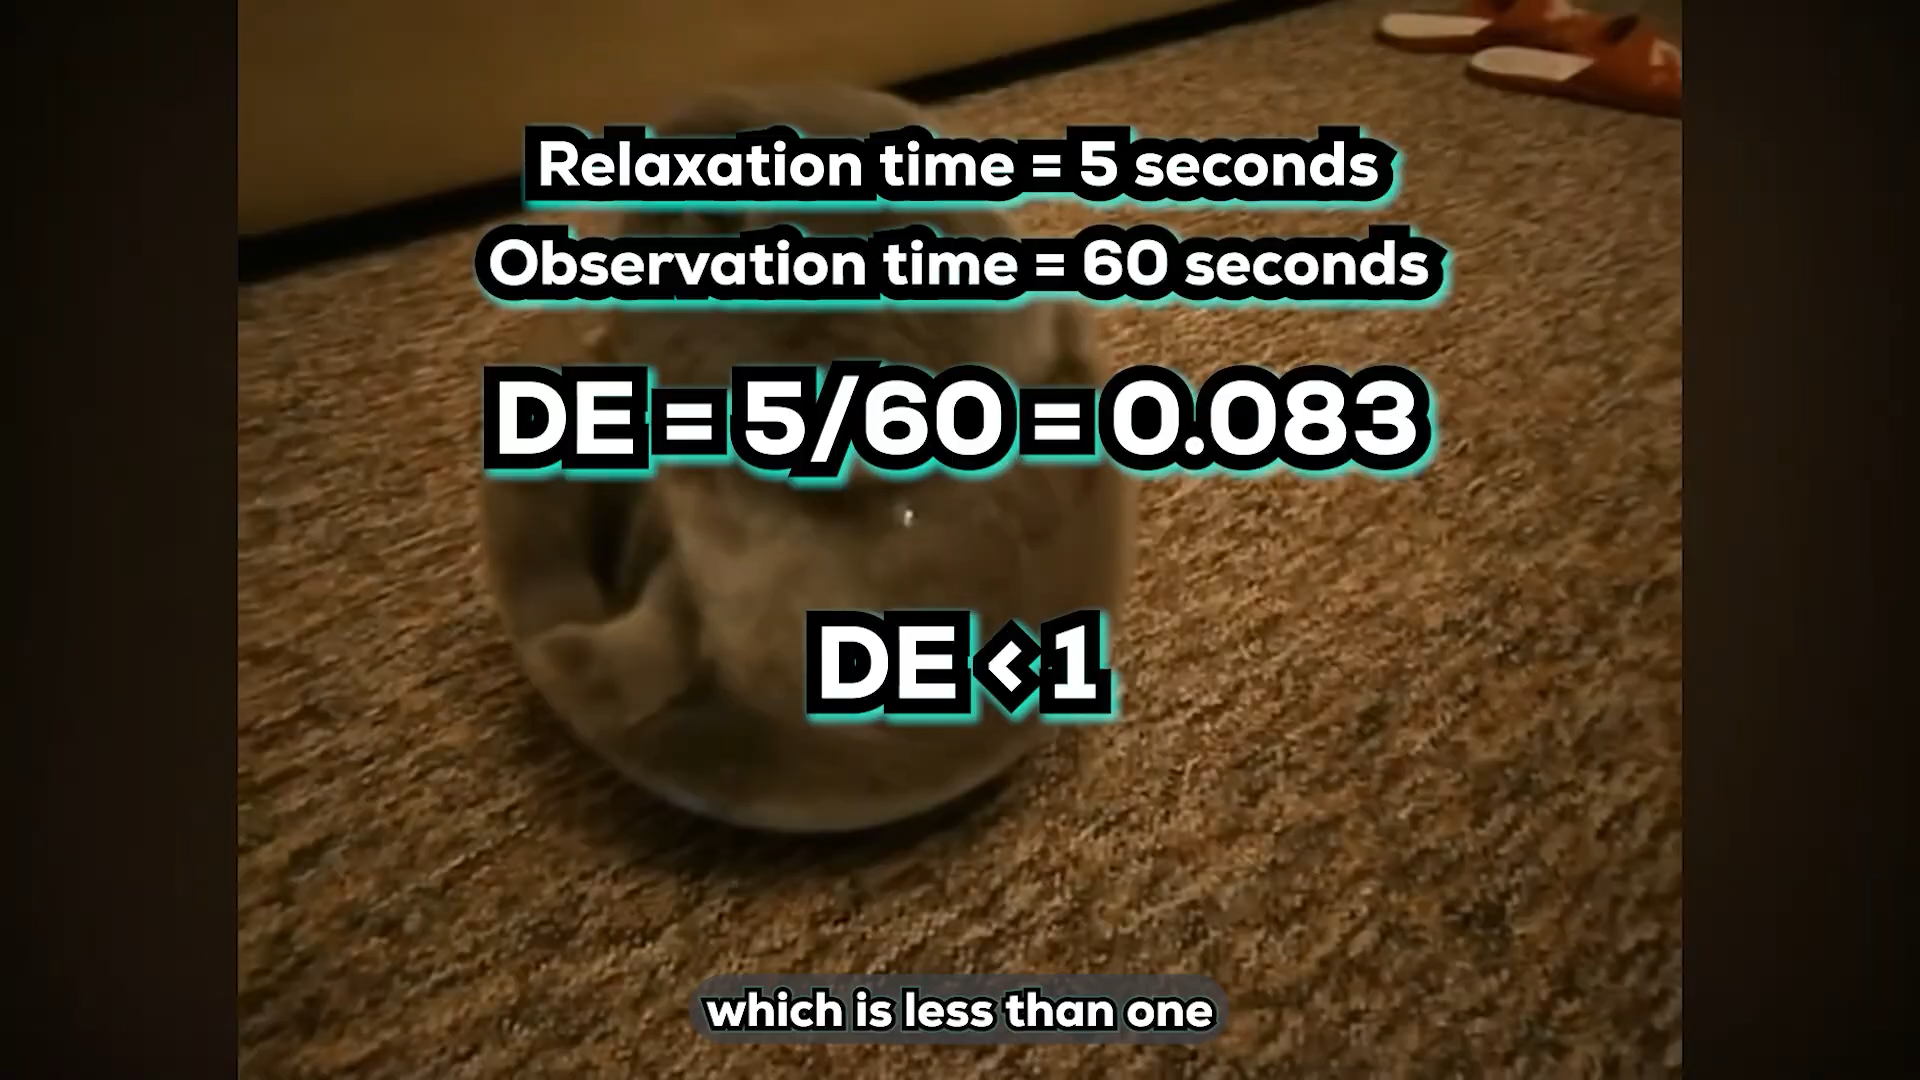 Relaxation time = 5 seconds
Observation time = 60 seconds
DE = 5/60 = 0.083
DE < 1
which is less than one